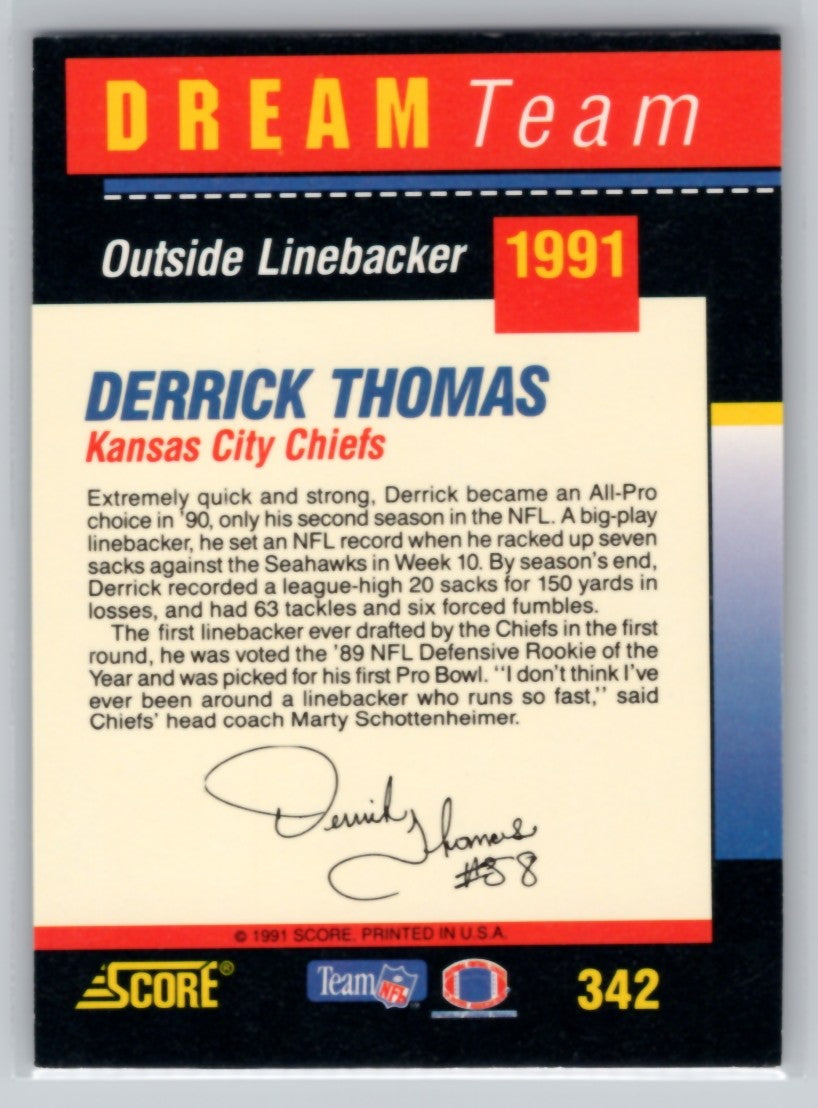 DREAM Team
Outside Linebacker 1991
DERRICK THOMAS
Kansas City Chiefs
Extremely quick and strong, Derrick became an All-Pro
choice in '90, only his second season in the NFL. A big-play
linebacker, he set an NFL record when he racked up seven
sacks against the Seahawks in Week 10. By season's end,
Derrick recorded a league-high 20 sacks for 150 yards in
losses, and had 63 tackles and six forced fumbles.
The first linebacker ever drafted by the Chiefs in the first
round, he was voted the '89 NFL Defensive Rookie of the
Year and was picked for his first Pro Bowl. "I don't think I've
ever been around a linebacker who runs so fast," said
Chiefs' head coach Marty Schottenheimer.
Derrick Thomas
#58
© 1991 SCORE. PRINTED IN U.S.A.
SCORE® Team NFL 342